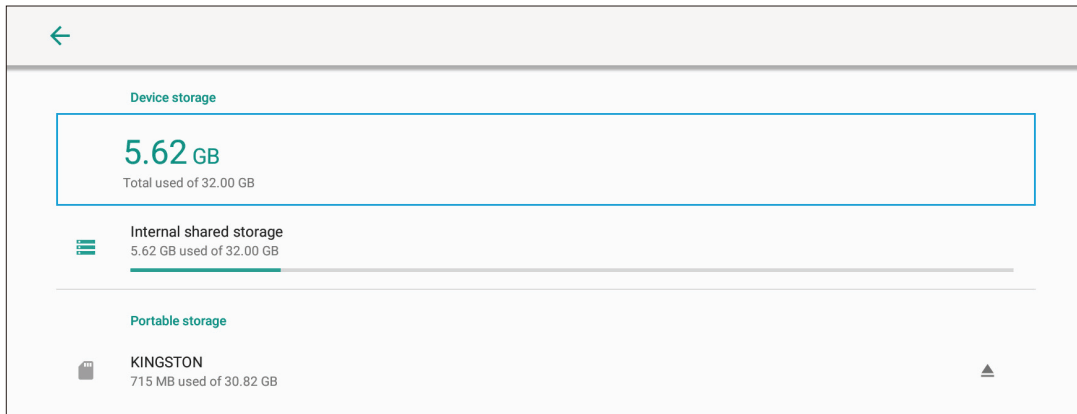 Device storage
5.62 GB
Total used of 32.00 GB
Internal shared storage
5.62 GB used of 32.00 GB
Portable storage
KINGSTON
715 MB used of 30.82 GB